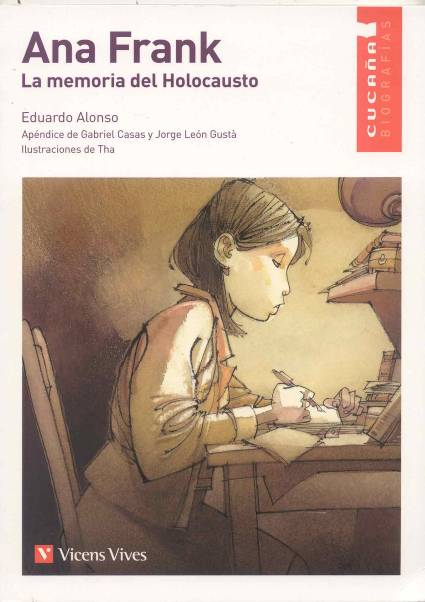 Ana Frank
La memoria del Holocausto
Eduardo Alonso
Apéndice de Gabriel Casas y Jorge León Gustà
Ilustraciones de Tha
CUCAÑA
BIOGRAFÍAS
Vicens Vives